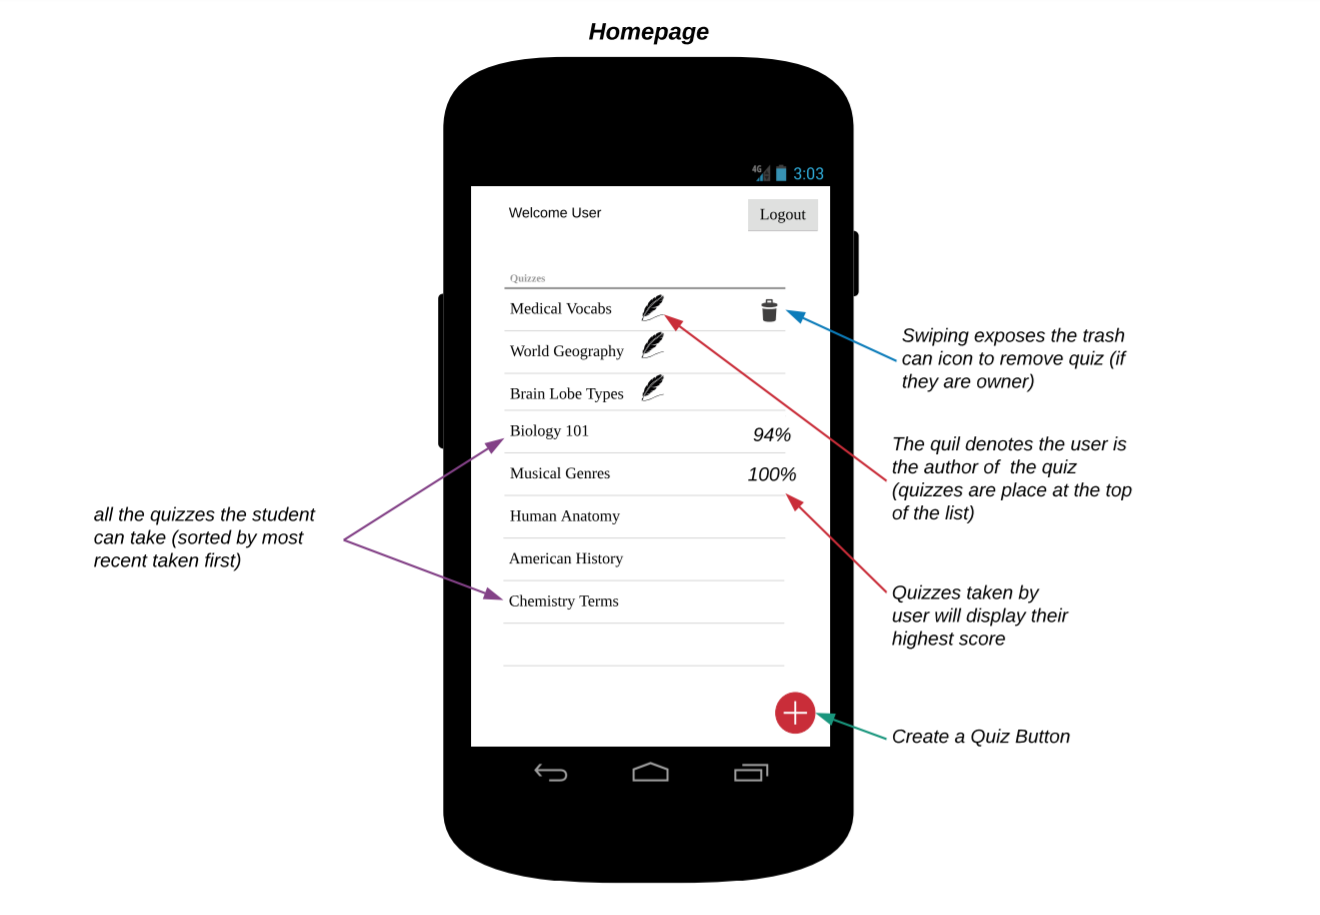 Homepage
4G 3:03
Welcome User
Logout
Quizzes
Medical Vocabs
World Geography
Brain Lobe Types
Biology 101 94%
Musical Genres 100%
Human Anatomy
American History
Chemistry Terms
all the quizzes the student
can take (sorted by most
recent taken first)
Swiping exposes the trash
can icon to remove quiz (if
they are owner)
The quil denotes the user is
the author of the quiz
(quizzes are place at the top
of the list)
Quizzes taken by
user will display their
highest score
Create a Quiz Button